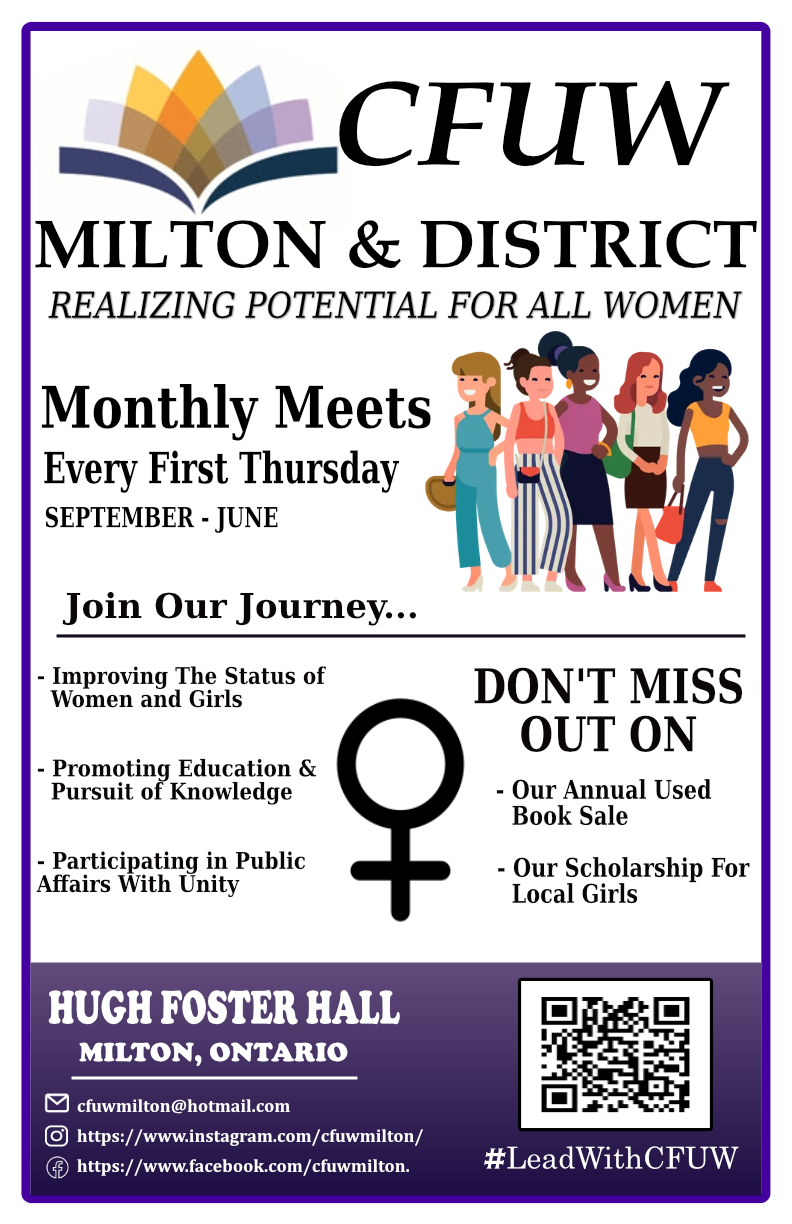 CFUW
MILTON & DISTRICT
REALIZING POTENTIAL FOR ALL WOMEN
Monthly Meets
Every First Thursday
SEPTEMBER - JUNE
Join Our Journey...
- Improving The Status of
Women and Girls
- Promoting Education &
Pursuit of Knowledge
- Participating in Public
Affairs With Unity
DON'T MISS
OUT ON
- Our Annual Used
Book Sale
- Our Scholarship For
Local Girls
HUGH FOSTER HALL
MILTON, ONTARIO
cfuwmilton@hotmail.com
https://www.instagram.com/cfuwmilton/
https://www.facebook.com/cfuwmilton.
#LeadWithCFUW